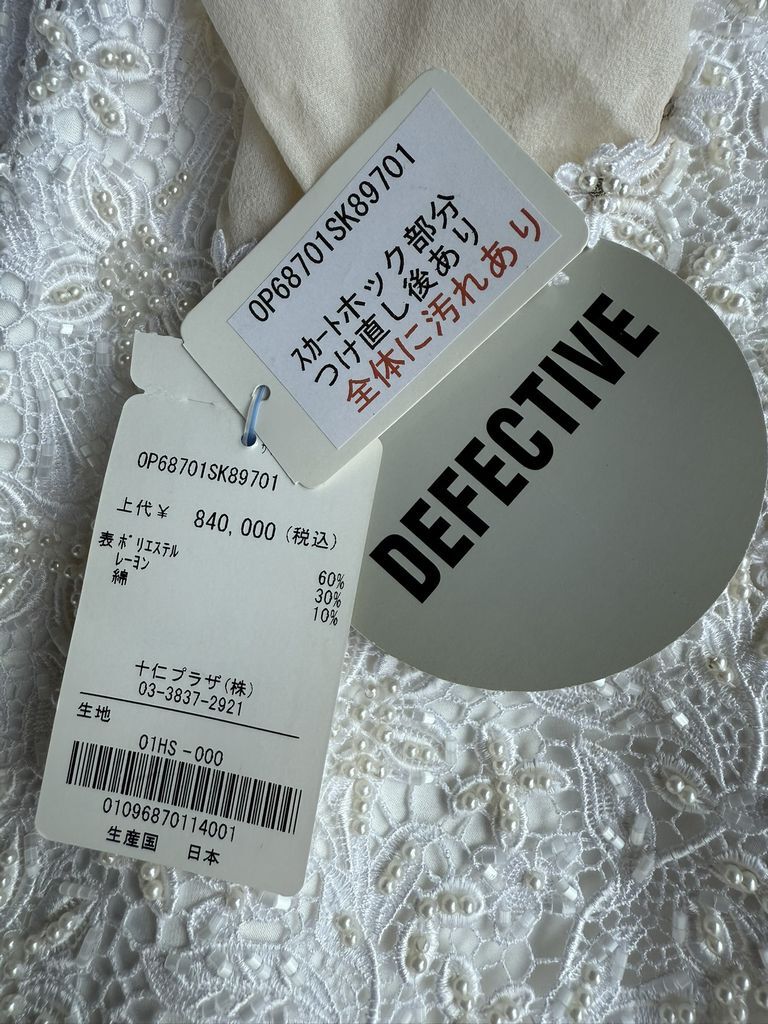 OP68701SK89701
スカートホック部分
つけ直し後あり
全体に汚れあり
DEFECTIVE
OP68701SK89701
上代¥ 840,000 (税込)
表ポリエステル 60%
レーヨン 30%
綿 10%
十仁プラザ(株)
03-3837-2921
生地
01HS-000
01096870114001
生産国 日本